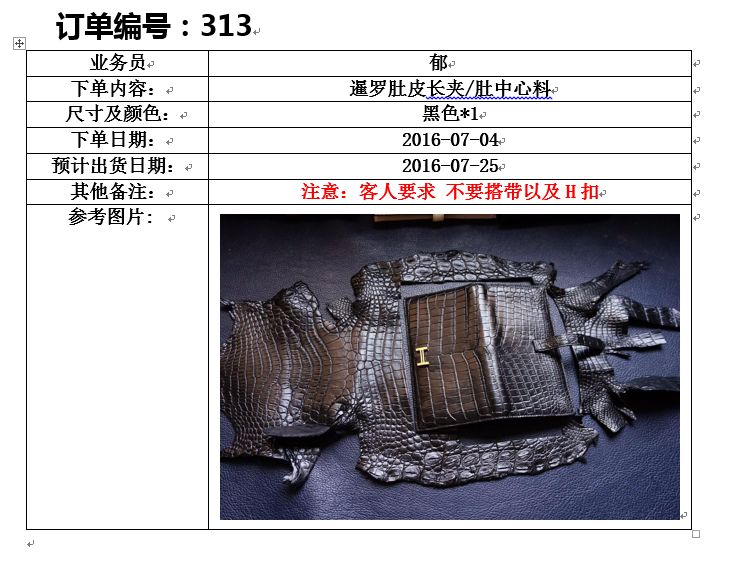 订单编号：313
业务员 郁
下单内容： 暹罗肚皮长夹/肚中心料
尺寸及颜色： 黑色*1
下单日期： 2016-07-04
预计出货日期： 2016-07-25
其他备注： 注意：客人要求 不要搭带以及 H 扣
参考图片: